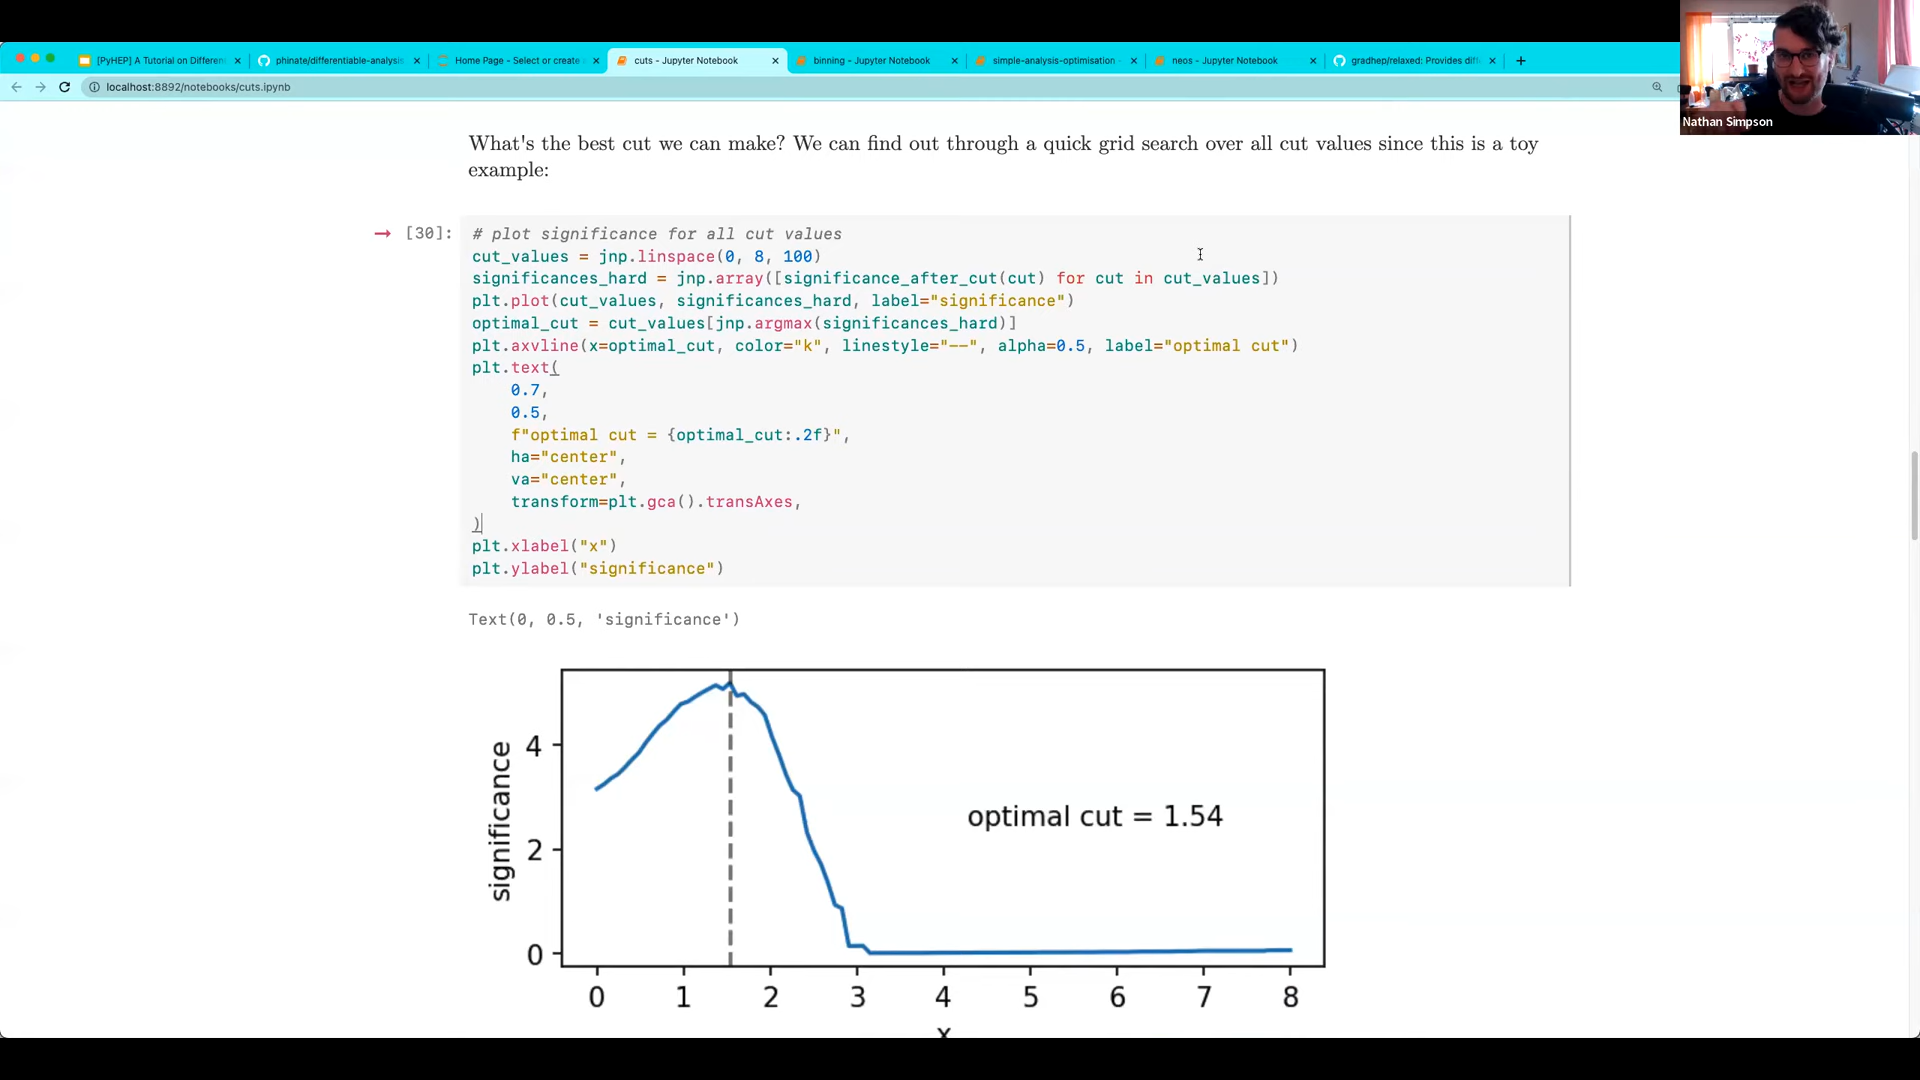 [PyHEP] A Tutorial on Differen
phinate/differentiable-analysis
Home Page - Select or create
cuts - Jupyter Notebook
binning - Jupyter Notebook
simple-analysis-optimisation -
neos - Jupyter Notebook
gradhep/relaxed: Provides diff
localhost:8892/notebooks/cuts.ipynb
Nathan Simpson
What's the best cut we can make? We can find out through a quick grid search over all cut values since this is a toy
example:
[30]:
# plot significance for all cut values
cut_values = jnp.linspace(0, 8, 100)
significances_hard = jnp.array([significance_after_cut(cut) for cut in cut_values])
plt.plot(cut_values, significances_hard, label="significance")
optimal_cut = cut_values[jnp.argmax(significances_hard)]
plt.axvline(x=optimal_cut, color="k", linestyle="--", alpha=0.5, label="optimal cut")
plt.text(
    0.7,
    0.5,
    f"optimal cut = {optimal_cut:.2f}",
    ha="center",
    va="center",
    transform=plt.gca().transAxes,
)
plt.xlabel("x")
plt.ylabel("significance")
Text(0, 0.5, 'significance')
significance
4
2
0
optimal cut = 1.54
0 1 2 3 4 5 6 7 8
x